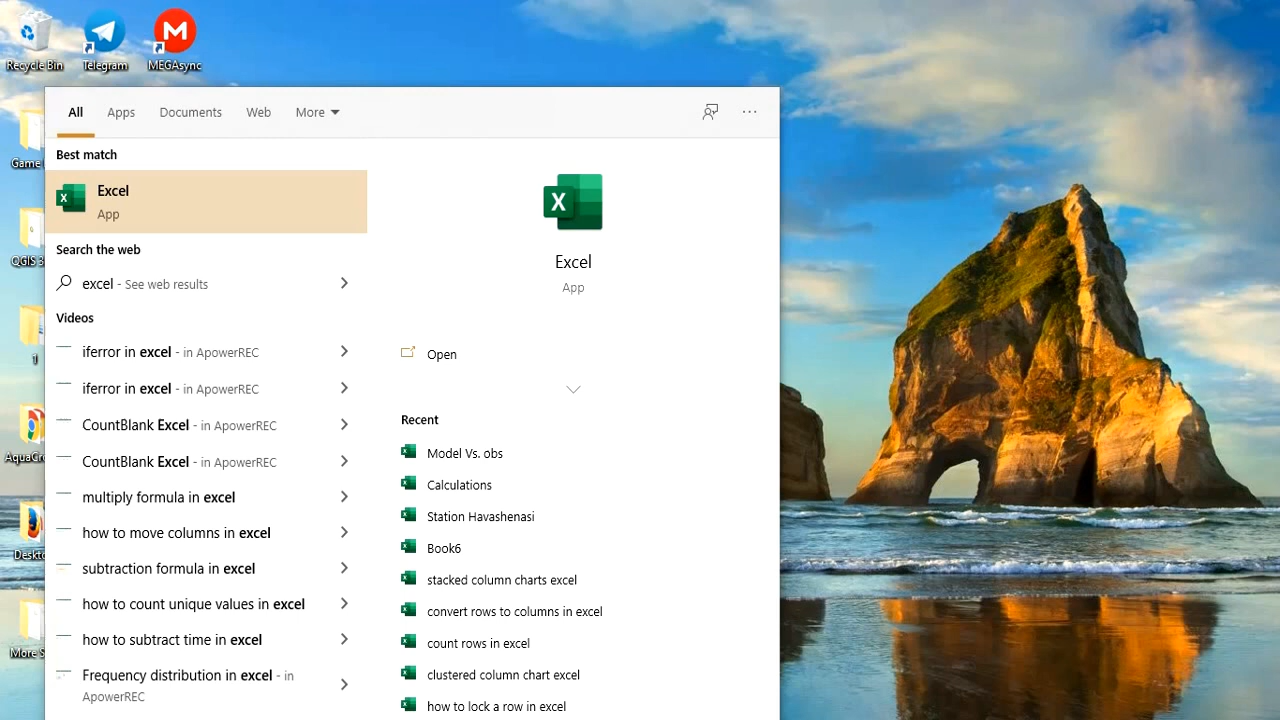 Recycle Bin
Telegram
MEGAsync
Game
QGIS 3
1
AquaCro
Deskto
More S
All Apps Documents Web More
Best match
Excel
App
Search the web
excel - See web results
Videos
iferror in excel - in ApowerREC
iferror in excel - in ApowerREC
CountBlank Excel - in ApowerREC
CountBlank Excel - in ApowerREC
multiply formula in excel
how to move columns in excel
subtraction formula in excel
how to count unique values in excel
how to subtract time in excel
Frequency distribution in excel - in
ApowerREC
Excel
App
Open
Recent
Model Vs. obs
Calculations
Station Havashenasi
Book6
stacked column charts excel
convert rows to columns in excel
count rows in excel
clustered column chart excel
how to lock a row in excel